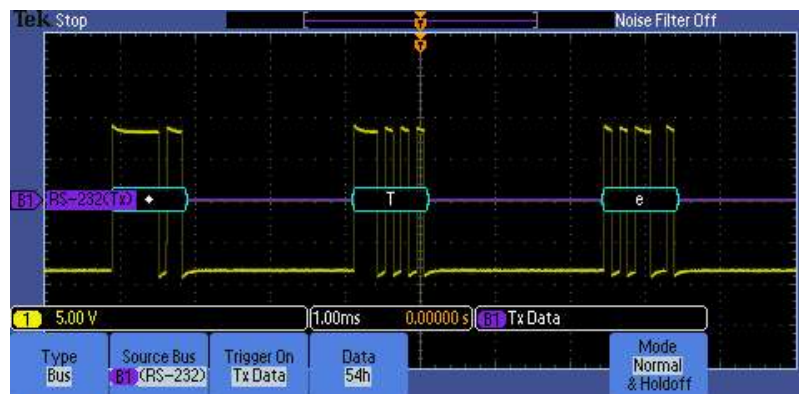 Tek Stop Noise Filter Off
T
T
B1 RS-232(Tx) T e
1 5.00 V 1.00ms 0.00000 s B1 Tx Data
Type Source Bus Trigger On Data Mode
Bus B1 (RS-232) Tx Data 54h Normal
& Holdoff